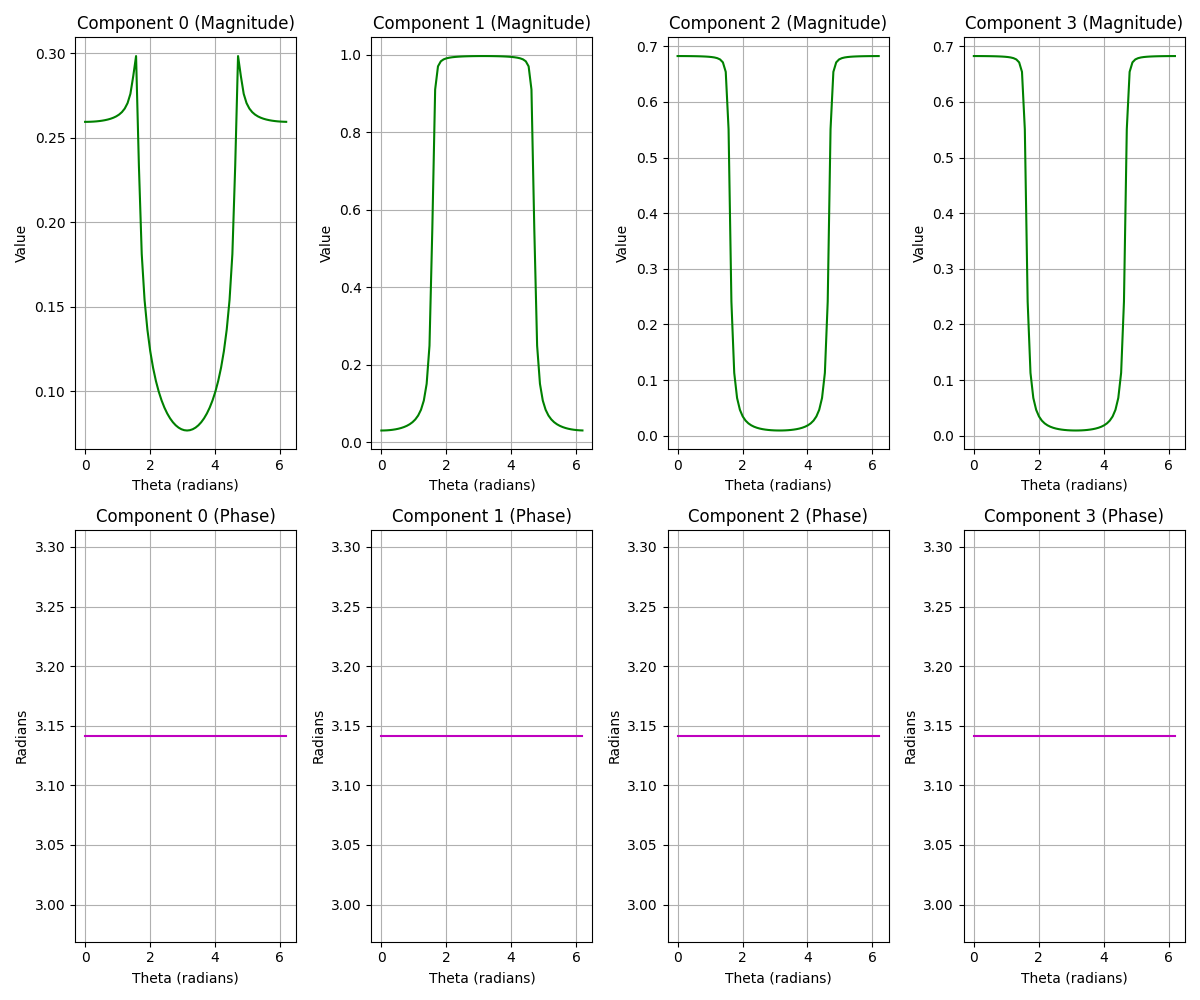 Component 0 (Magnitude)
0.30
0.25
0.20
0.15
0.10
Value
0 2 4 6
Theta (radians)
Component 1 (Magnitude)
1.0
0.8
0.6
0.4
0.2
0.0
Value
0 2 4 6
Theta (radians)
Component 2 (Magnitude)
0.7
0.6
0.5
0.4
0.3
0.2
0.1
0.0
Value
0 2 4 6
Theta (radians)
Component 3 (Magnitude)
0.7
0.6
0.5
0.4
0.3
0.2
0.1
0.0
Value
0 2 4 6
Theta (radians)
Component 0 (Phase)
3.30
3.25
3.20
3.15
3.10
3.05
3.00
Radians
0 2 4 6
Theta (radians)
Component 1 (Phase)
3.30
3.25
3.20
3.15
3.10
3.05
3.00
Radians
0 2 4 6
Theta (radians)
Component 2 (Phase)
3.30
3.25
3.20
3.15
3.10
3.05
3.00
Radians
0 2 4 6
Theta (radians)
Component 3 (Phase)
3.30
3.25
3.20
3.15
3.10
3.05
3.00
Radians
0 2 4 6
Theta (radians)